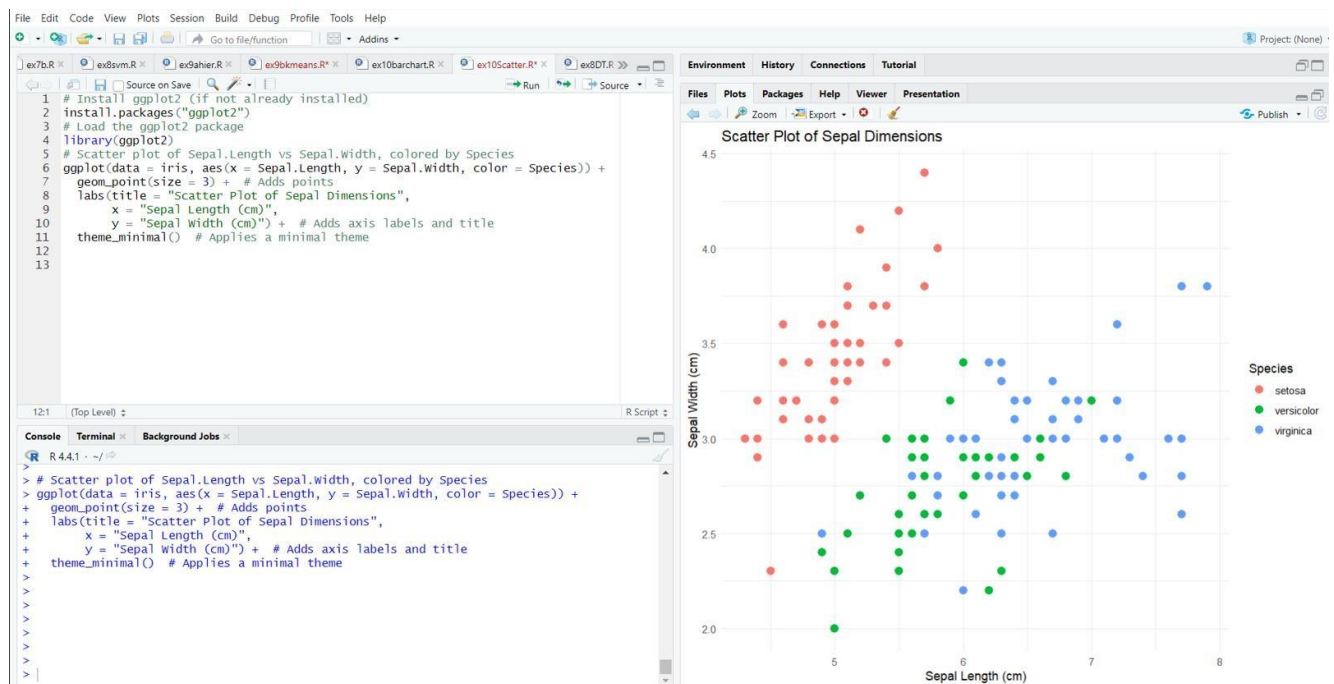 File Edit Code View Plots Session Build Debug Profile Tools Help
Go to file/function Addins Project: (None)
ex7b.R ex8svm.R ex9ahier.R ex9bkmeans.R* ex10barchart.R ex10Scatter.R* ex8DT.R
Source on Save Run Source
1 # Install ggplot2 (if not already installed)
2 install.packages("ggplot2")
3 # Load the ggplot2 package
4 library(ggplot2)
5 # Scatter plot of Sepal.Length vs Sepal.Width, colored by Species
6 ggplot(data = iris, aes(x = Sepal.Length, y = Sepal.Width, color = Species)) +
7 geom_point(size = 3) + # Adds points
8 labs(title = "Scatter Plot of Sepal Dimensions",
9 x = "Sepal Length (cm)",
10 y = "Sepal Width (cm)") + # Adds axis labels and title
11 theme_minimal() # Applies a minimal theme
12
13
12:1 (Top Level) R Script
Console Terminal Background Jobs
R 4.4.1 · ~/
>
> # Scatter plot of Sepal.Length vs Sepal.Width, colored by Species
> ggplot(data = iris, aes(x = Sepal.Length, y = Sepal.Width, color = Species)) +
+ geom_point(size = 3) + # Adds points
+ labs(title = "Scatter Plot of Sepal Dimensions",
+ x = "Sepal Length (cm)",
+ y = "Sepal Width (cm)") + # Adds axis labels and title
+ theme_minimal() # Applies a minimal theme
>
>
>
>
>
>
>
>
Environment History Connections Tutorial
Files Plots Packages Help Viewer Presentation
Zoom Export Publish
Scatter Plot of Sepal Dimensions
4.5
4.0
3.5
3.0
2.5
2.0
Sepal Width (cm)
5 6 7 8
Sepal Length (cm)
Species
setosa
versicolor
virginica